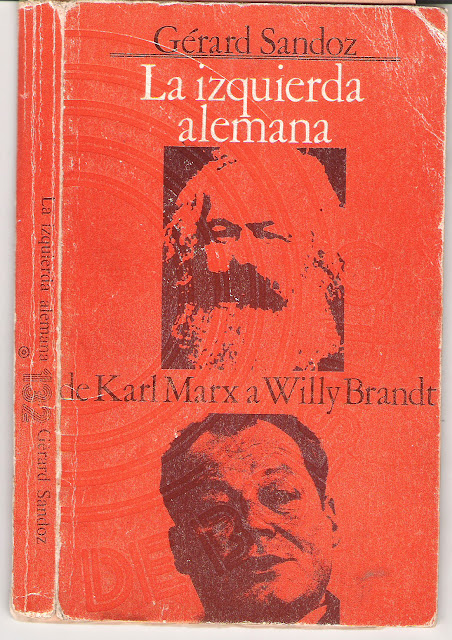 Gérard Sandoz
La izquierda
alemana
de Karl Marx a Willy Brandt
La izquierda alemana 132 Gérard Sandoz